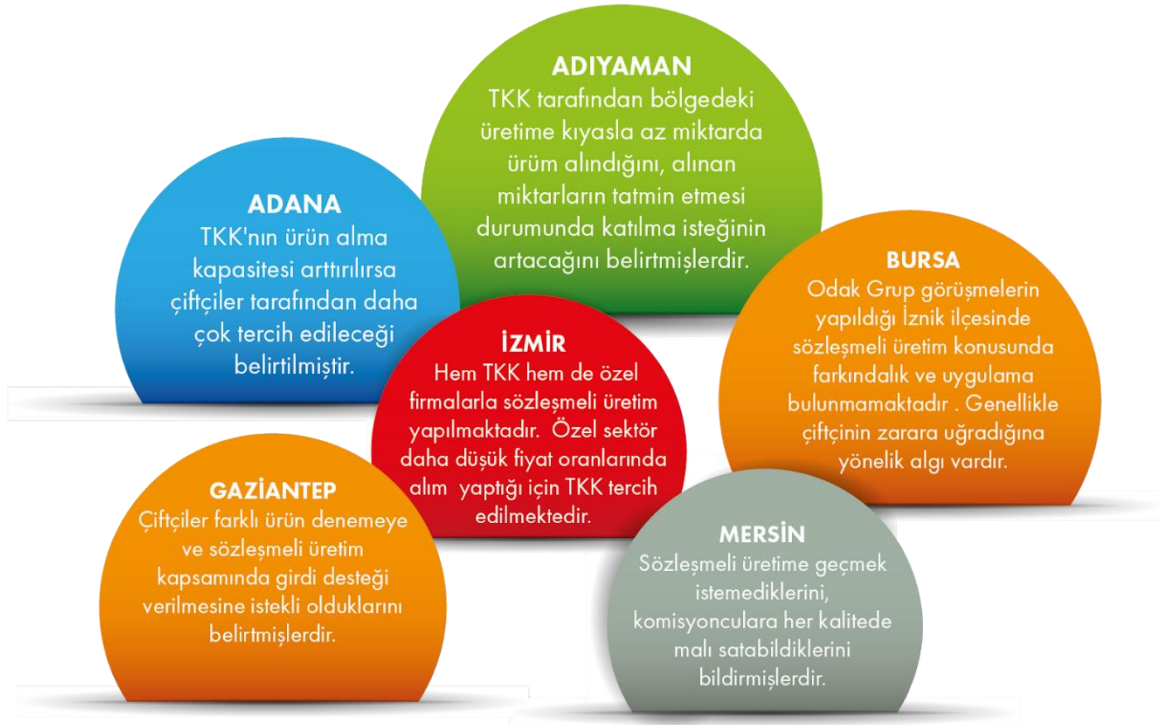 ADIYAMAN
TKK tarafından bölgedeki
üretime kıyasla az miktarda
ürüm alındığını, alınan
miktarların tatmin etmesi
durumunda katılma isteğinin
artacağını belirtmişlerdir.
ADANA
TKK'nın ürün alma
kapasitesi arttırılırsa
çiftçiler tarafından daha
çok tercih edileceği
belirtilmiştir.
BURSA
Odak Grup görüşmelerin
yapıldığı İznik ilçesinde
sözleşmeli üretim konusunda
farkındalık ve uygulama
bulunmamaktadır . Genellikle
çiftçinin zarara uğradığına
yönelik algı vardır.
İZMİR
Hem TKK hem de özel
firmalarla sözleşmeli üretim
yapılmaktadır. Özel sektör
daha düşük fiyat oranlarında
alım yaptığı için TKK tercih
edilmektedir.
GAZİANTEP
Çiftçiler farklı ürün denemeye
ve sözleşmeli üretim
kapsamında girdi desteği
verilmesine istekli olduklarını
belirtmişlerdir.
MERSİN
Sözleşmeli üretime geçmek
istemediklerini,
komisyonculara her kalitede
malı satabildiklerini
bildirmişlerdir.